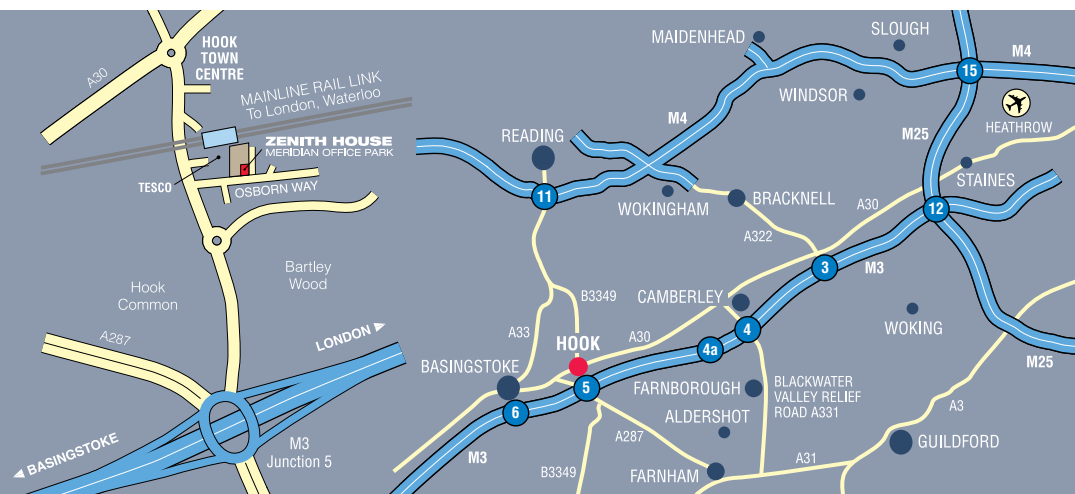 HOOK
TOWN
CENTRE
A30
MAINLINE RAIL LINK
To London, Waterloo
ZENITH HOUSE
MERIDIAN OFFICE PARK
TESCO
OSBORN WAY
Bartley
Wood
Hook
Common
A287
LONDON
BASINGSTOKE
M3
Junction 5
MAIDENHEAD
SLOUGH
M4
15
WINDSOR
HEATHROW
M4
M25
READING
STAINES
11
WOKINGHAM
BRACKNELL
A30
12
A322
3
M3
B3349
CAMBERLEY
WOKING
A33
HOOK
A30
4
4a
M25
BASINGSTOKE
5
FARNBOROUGH
BLACKWATER
VALLEY RELIEF
ROAD A331
6
ALDERSHOT
A3
A287
GUILDFORD
M3
B3349
FARNHAM
A31